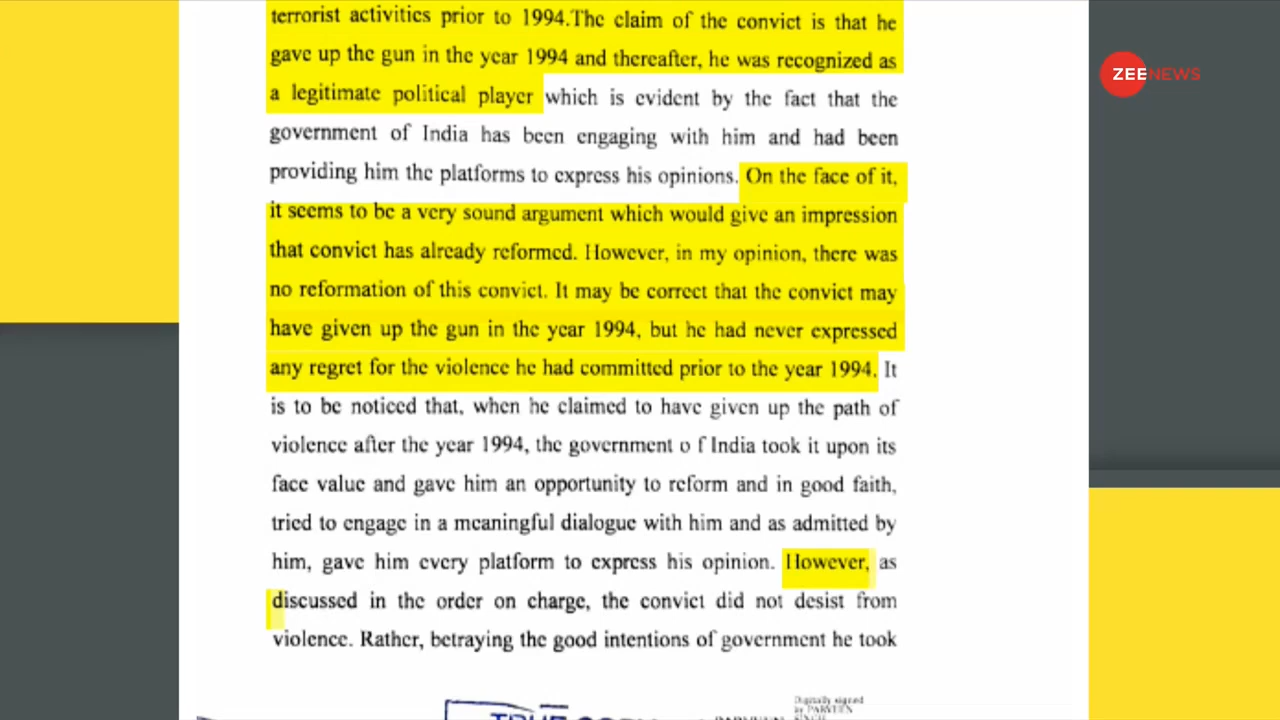 terrorist activities prior to 1994.The claim of the convict is that he
gave up the gun in the year 1994 and thereafter, he was recognized as
a legitimate political player which is evident by the fact that the
government of India has been engaging with him and had been
providing him the platforms to express his opinions. On the face of it,
it seems to be a very sound argument which would give an impression
that convict has already reformed. However, in my opinion, there was
no reformation of this convict. It may be correct that the convict may
have given up the gun in the year 1994, but he had never expressed
any regret for the violence he had committed prior to the year 1994. It
is to be noticed that, when he claimed to have given up the path of
violence after the year 1994, the government o f India took it upon its
face value and gave him an opportunity to reform and in good faith,
tried to engage in a meaningful dialogue with him and as admitted by
him, gave him every platform to express his opinion. However, as
discussed in the order on charge, the convict did not desist from
violence. Rather, betraying the good intentions of government he took
Digitally signed
by PARVEEN
ZEE NEWS